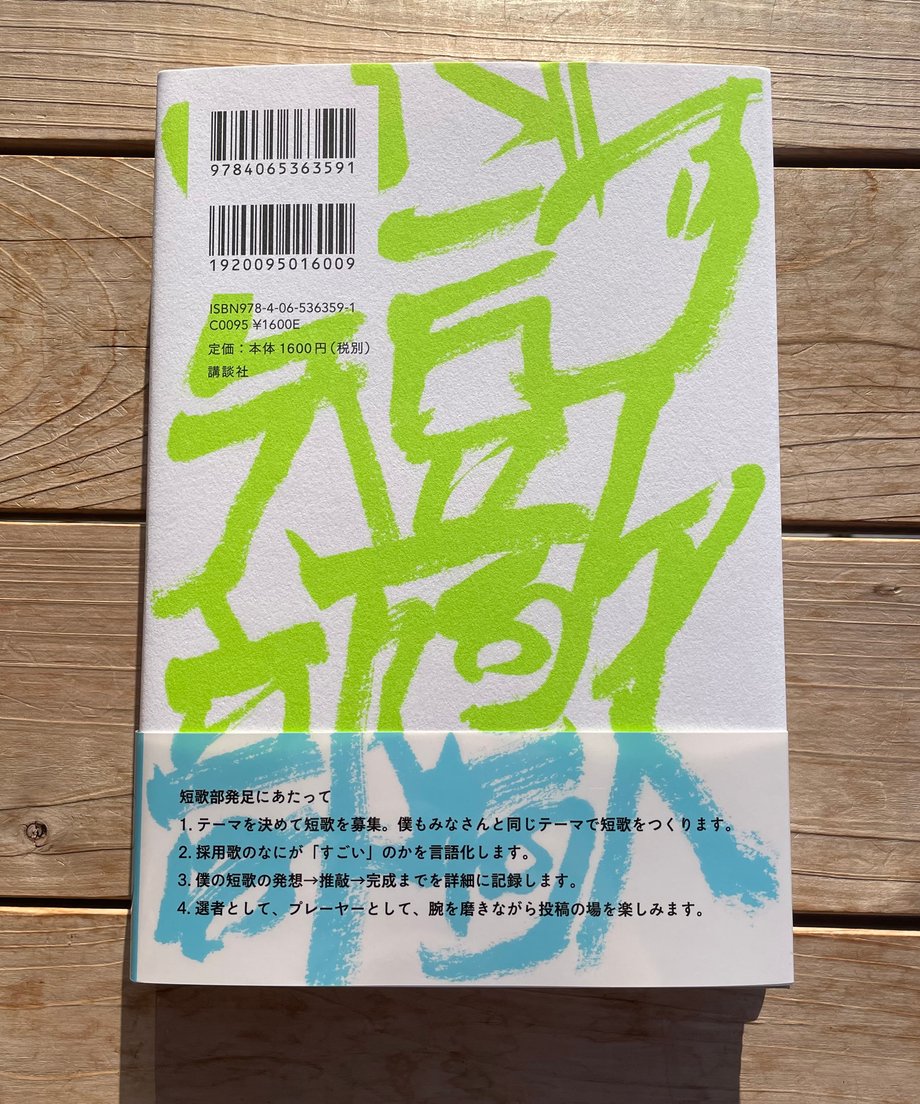 9784065363591
1920095016009
ISBN978-4-06-536359-1
C0095 ¥1600E
定価：本体1600円（税別）
講談社
短歌部発足にあたって
1. テーマを決めて短歌を募集。僕もみなさんと同じテーマで短歌をつくります。
2. 採用歌のなにが「すごい」のかを言語化します。
3. 僕の短歌の発想→推敲→完成までを詳細に記録します。
4. 選者として、プレーヤーとして、腕を磨きながら投稿の場を楽しみます。